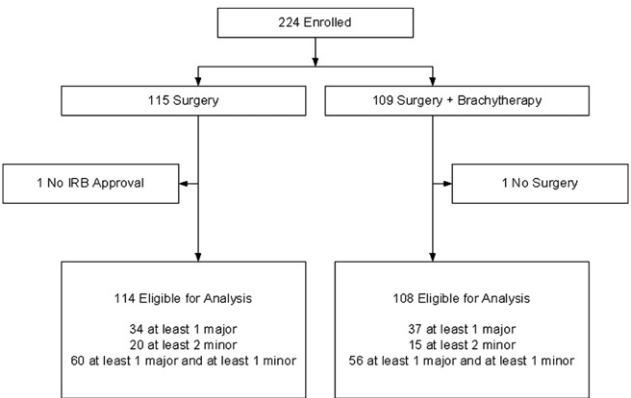 224 Enrolled
115 Surgery
109 Surgery + Brachytherapy
1 No IRB Approval
1 No Surgery
114 Eligible for Analysis
34 at least 1 major
20 at least 2 minor
60 at least 1 major and at least 1 minor
108 Eligible for Analysis
37 at least 1 major
15 at least 2 minor
56 at least 1 major and at least 1 minor